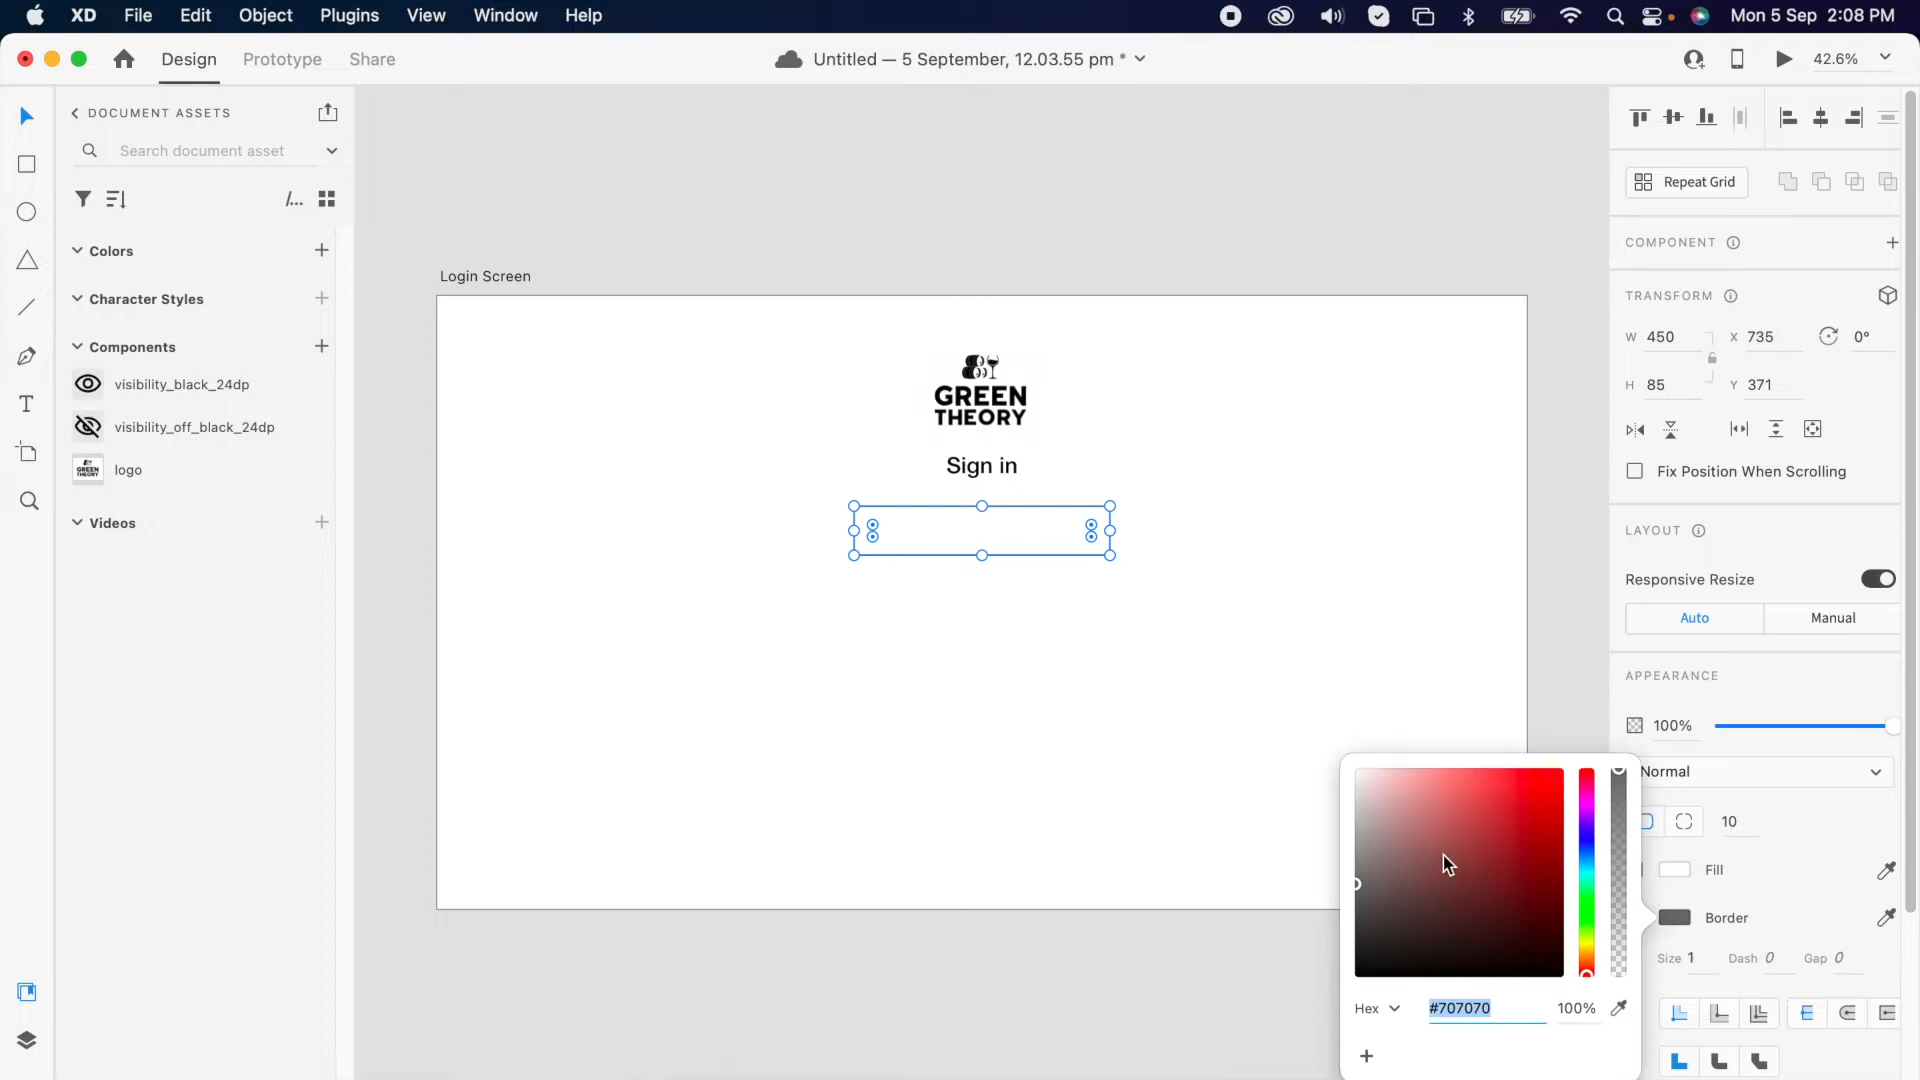 XD File Edit Object Plugins View Window Help Mon 5 Sep 2:08 PM
Design Prototype Share Untitled — 5 September, 12.03.55 pm * 42.6%
DOCUMENT ASSETS
Search document asset
/...
Repeat Grid
Colors
COMPONENT
Login Screen
Character Styles
TRANSFORM
W 450 X 735 0°
Components
H 85 Y 371
visibility_black_24dp
GREEN
THEORY
visibility_off_black_24dp
Sign in
GREEN
THEORY
logo
Fix Position When Scrolling
Videos
LAYOUT
Responsive Resize
Auto Manual
APPEARANCE
100%
Normal
10
Fill
Border
Size 1 Dash 0 Gap 0
Hex #707070 100%